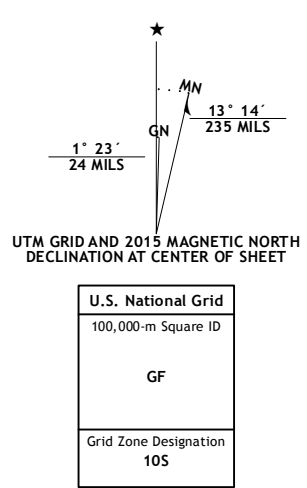 ★
MN
GN
13° 14´
235 MILS
1° 23´
24 MILS
UTM GRID AND 2015 MAGNETIC NORTH
DECLINATION AT CENTER OF SHEET
U.S. National Grid
100,000-m Square ID
GF
Grid Zone Designation
10S